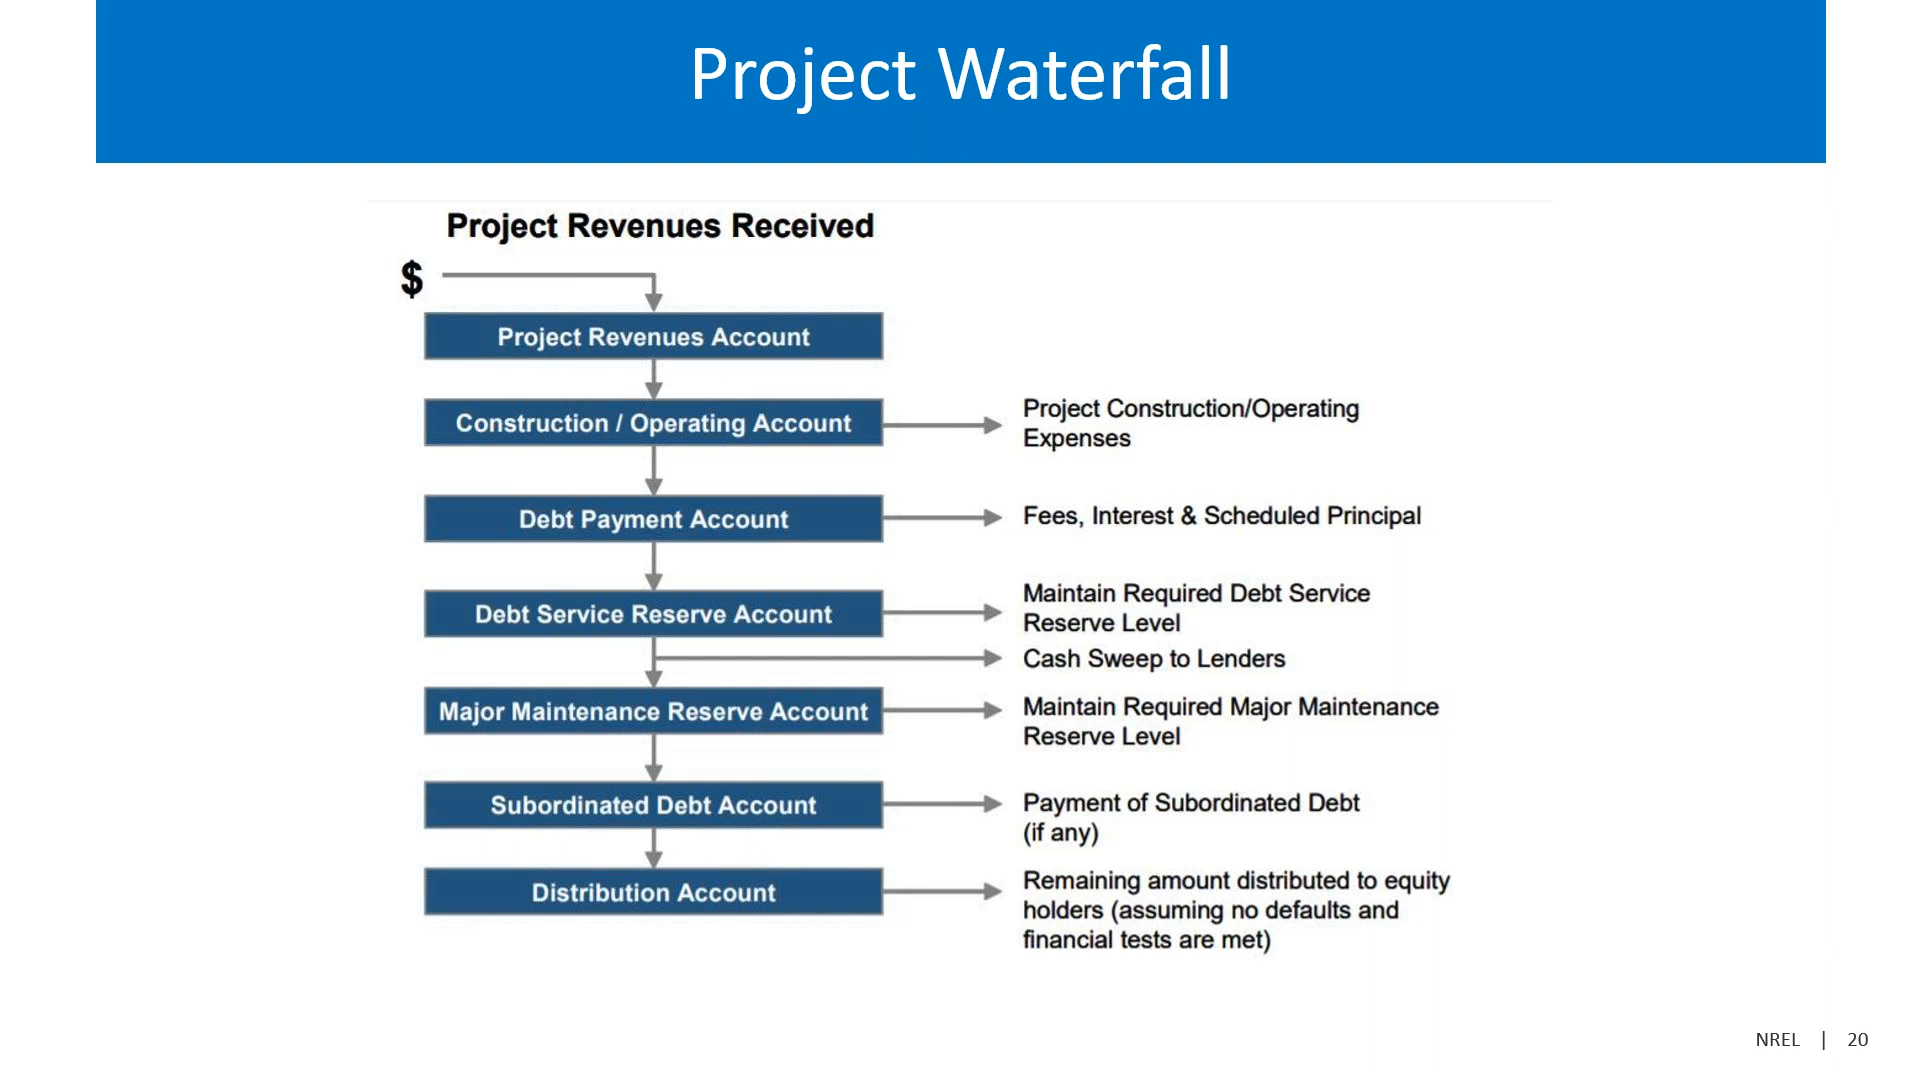 Project Waterfall
Project Revenues Received
$
Project Revenues Account
Construction / Operating Account
Project Construction/Operating
Expenses
Debt Payment Account
Fees, Interest & Scheduled Principal
Debt Service Reserve Account
Maintain Required Debt Service
Reserve Level
Cash Sweep to Lenders
Major Maintenance Reserve Account
Maintain Required Major Maintenance
Reserve Level
Subordinated Debt Account
Payment of Subordinated Debt
(if any)
Distribution Account
Remaining amount distributed to equity
holders (assuming no defaults and
financial tests are met)
NREL | 20